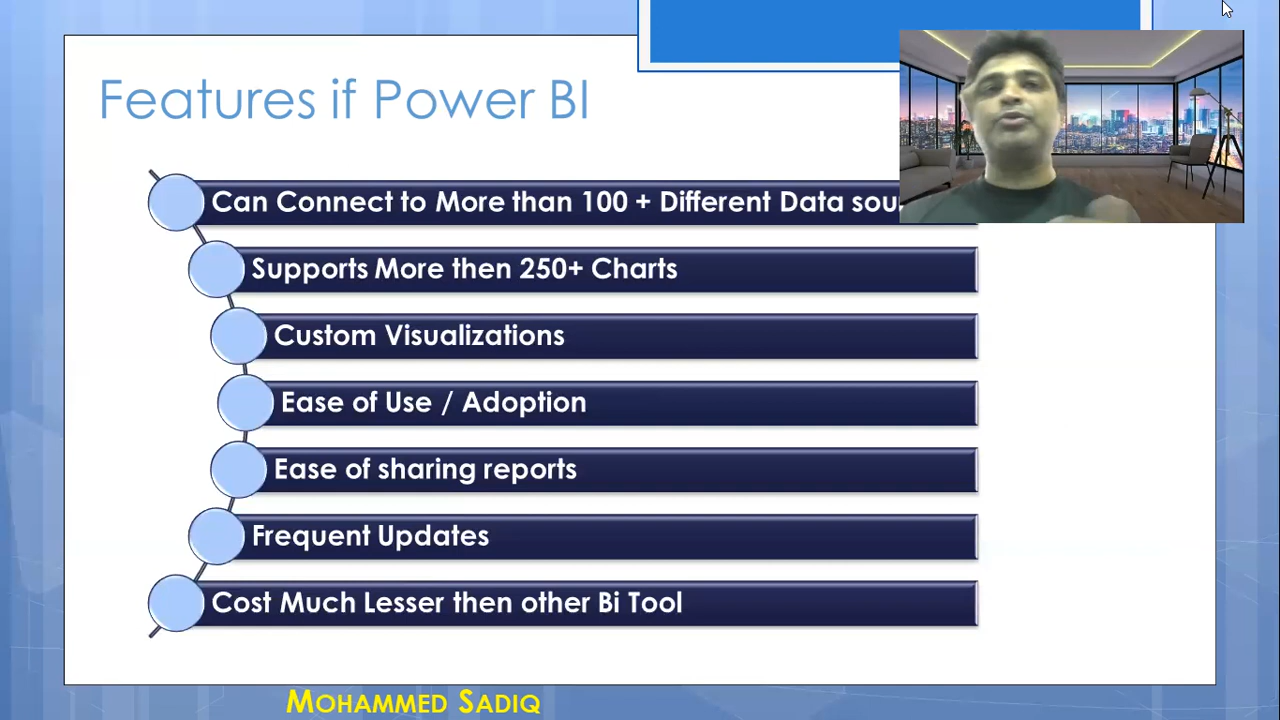 Features if Power BI
Can Connect to More than 100 + Different Data
Supports More then 250+ Charts
Custom Visualizations
Ease of Use / Adoption
Ease of sharing reports
Frequent Updates
Cost Much Lesser then other Bi Tool
MOHAMMED SADIQ